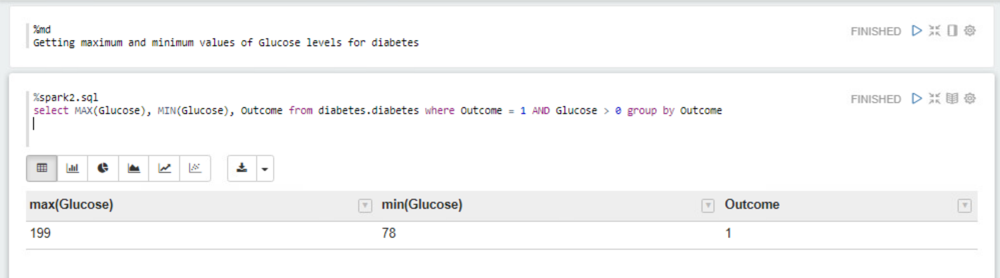 %md
FINISHED
Getting maximum and minimum values of Glucose levels for diabetes
%spark2.sql
FINISHED
select MAX(Glucose), MIN(Glucose), Outcome from diabetes.diabetes where Outcome = 1 AND Glucose > 0 group by Outcome
max(Glucose) min(Glucose) Outcome
199 78 1